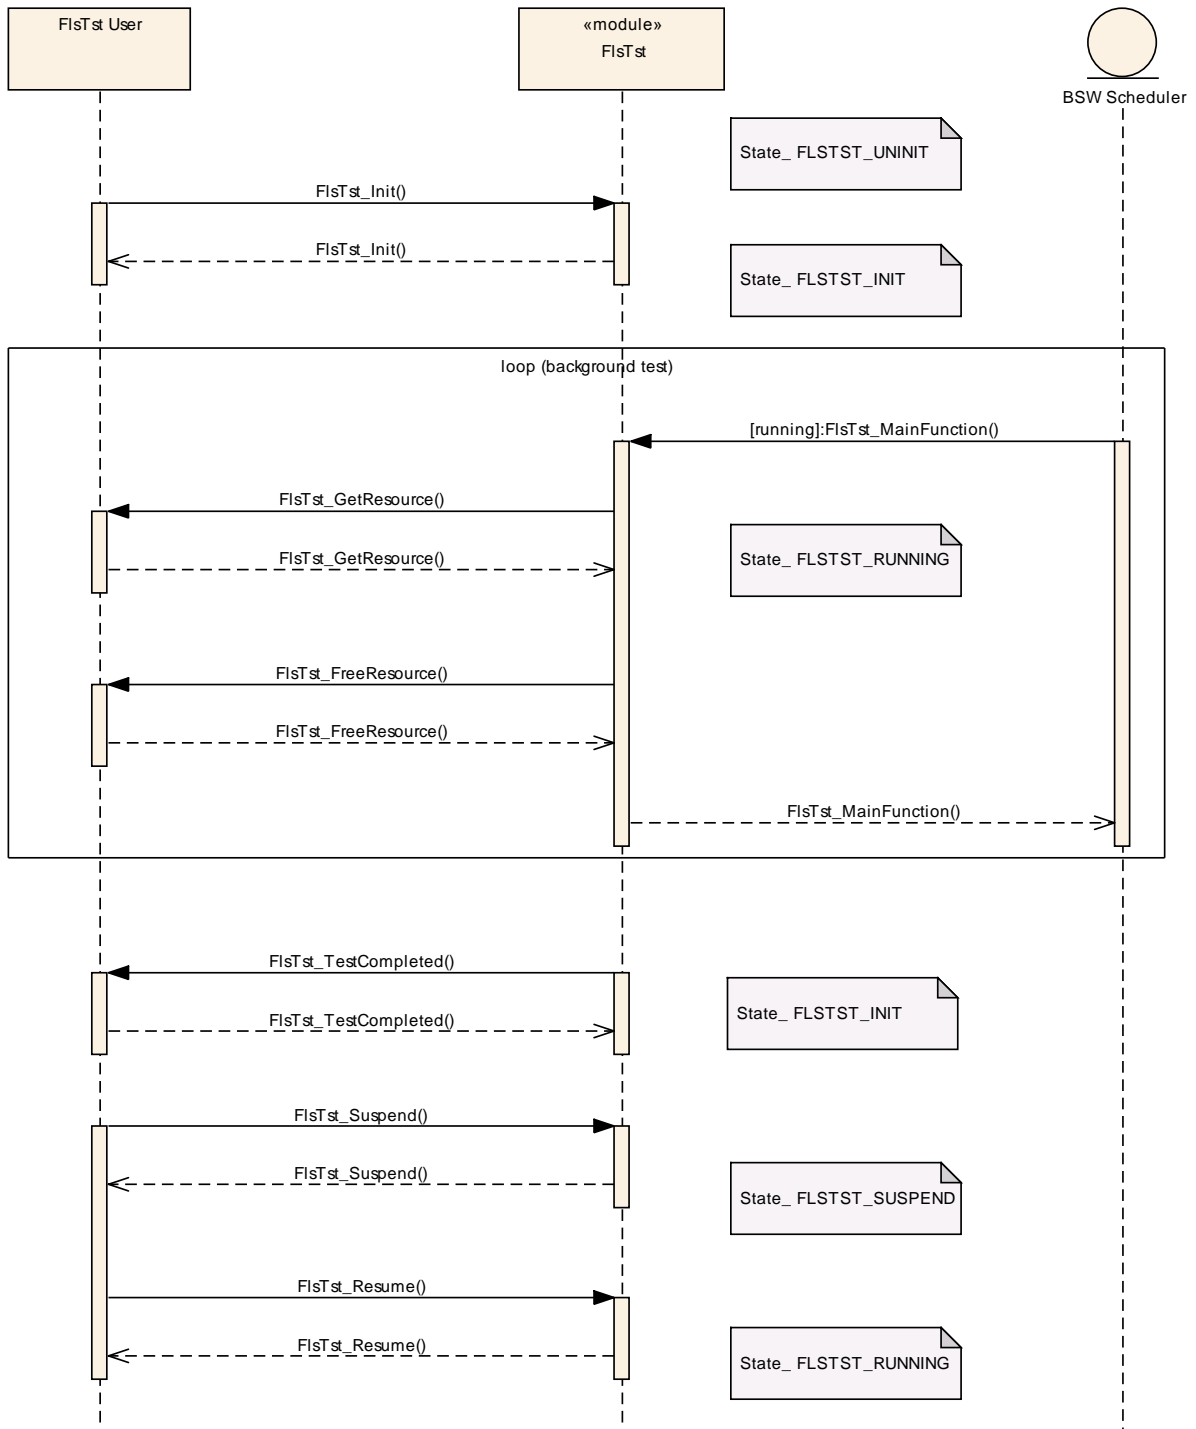 FlsTst User
«module»
FlsTst
BSW Scheduler
State_ FLSTST_UNINIT
FlsTst_Init()
FlsTst_Init()
State_ FLSTST_INIT
loop (background test)
[running]:FlsTst_MainFunction()
FlsTst_GetResource()
FlsTst_GetResource()
State_ FLSTST_RUNNING
FlsTst_FreeResource()
FlsTst_FreeResource()
FlsTst_MainFunction()
FlsTst_TestCompleted()
FlsTst_TestCompleted()
State_ FLSTST_INIT
FlsTst_Suspend()
FlsTst_Suspend()
State_ FLSTST_SUSPEND
FlsTst_Resume()
FlsTst_Resume()
State_ FLSTST_RUNNING